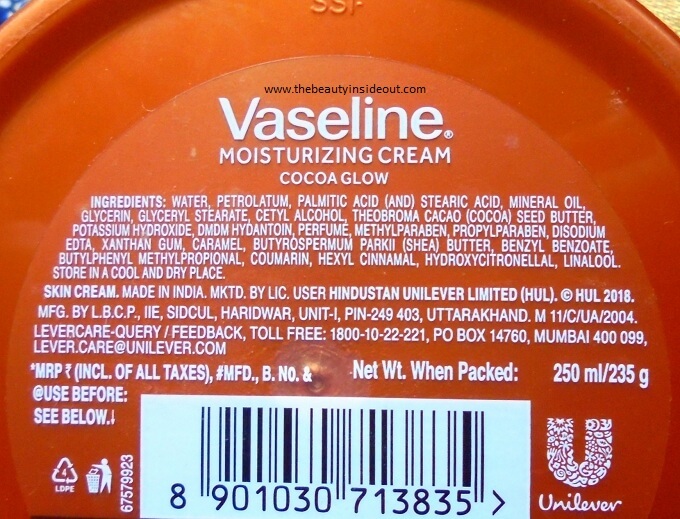 www.thebeautyinsideout.com
Vaseline®
MOISTURIZING CREAM
COCOA GLOW
INGREDIENTS: WATER, PETROLATUM, PALMITIC ACID (AND) STEARIC ACID, MINERAL OIL,
GLYCERIN, GLYCERYL STEARATE, CETYL ALCOHOL, THEOBROMA CACAO (COCOA) SEED BUTTER,
POTASSIUM HYDROXIDE, DMDM HYDANTOIN, PERFUME, METHYLPARABEN, PROPYLPARABEN, DISODIUM
EDTA, XANTHAN GUM, CARAMEL, BUTYROSPERMUM PARKII (SHEA) BUTTER, BENZYL BENZOATE,
BUTYLPHENYL METHYLPROPIONAL, COUMARIN, HEXYL CINNAMAL, HYDROXYCITRONELLAL, LINALOOL.
STORE IN A COOL AND DRY PLACE.
SKIN CREAM. MADE IN INDIA. MKTD. BY LIC. USER HINDUSTAN UNILEVER LIMITED (HUL). © HUL 2018.
MFG. BY L.B.C.P., IIE, SIDCUL, HARIDWAR, UNIT-I, PIN-249 403, UTTARAKHAND. M 11/C/UA/2004.
LEVERCARE-QUERY / FEEDBACK, TOLL FREE: 1800-10-22-221, PO BOX 14760, MUMBAI 400 099,
LEVER.CARE@UNILEVER.COM
*MRP ₹ (INCL. OF ALL TAXES), #MFD., B. NO. & Net Wt. When Packed: 250 ml/235 g
@USE BEFORE:
SEE BELOW.↓
LDPE
67579923
8 901030 713835 >
Unilever